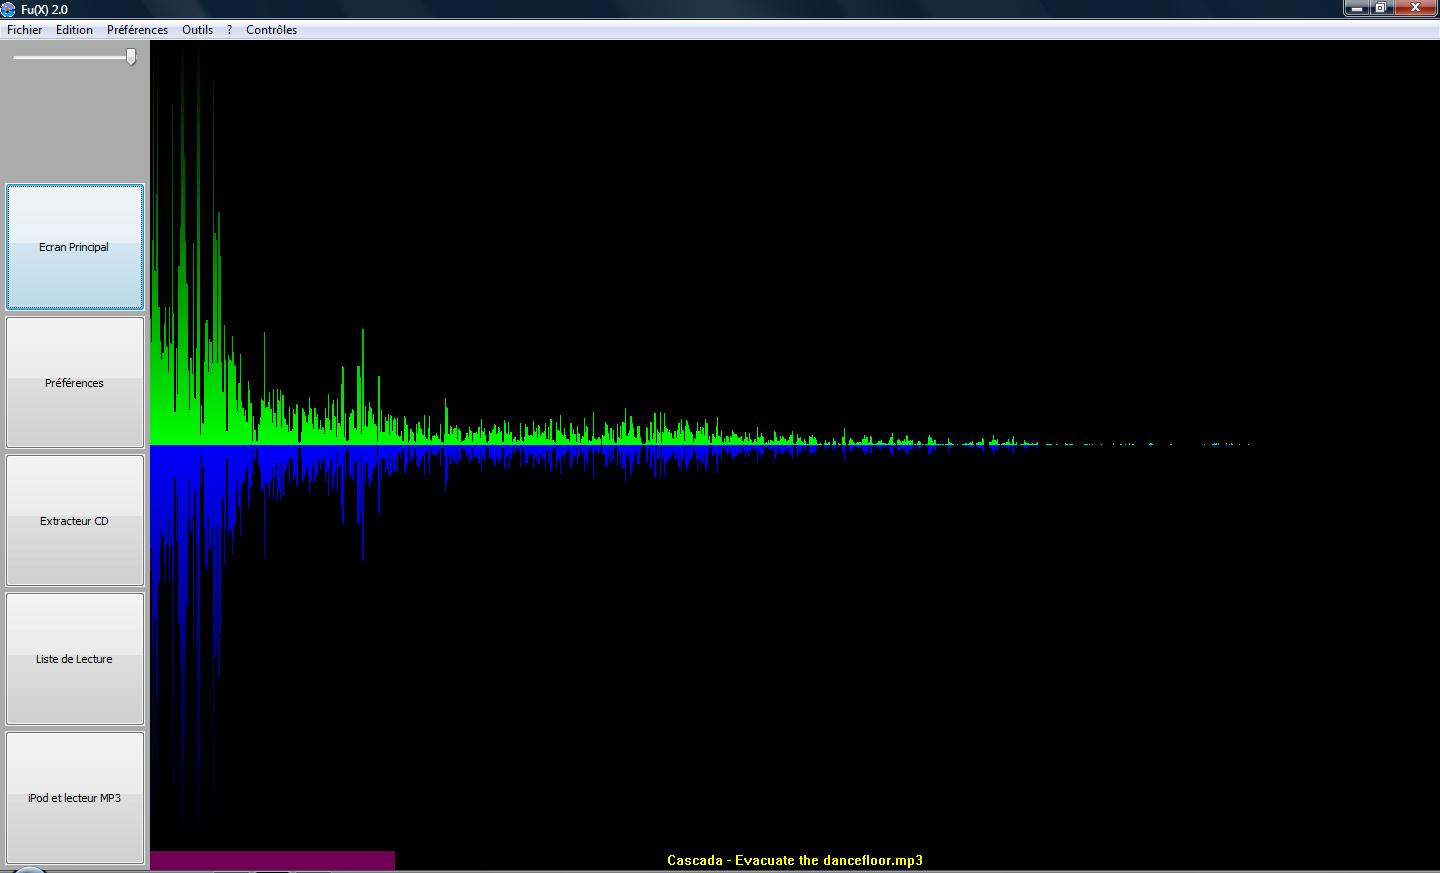 Fu(X) 2.0
Fichier Edition Préférences Outils ? Contrôles
Ecran Principal
Préférences
Extracteur CD
Liste de Lecture
iPod et lecteur MP3
Cascada - Evacuate the dancefloor.mp3